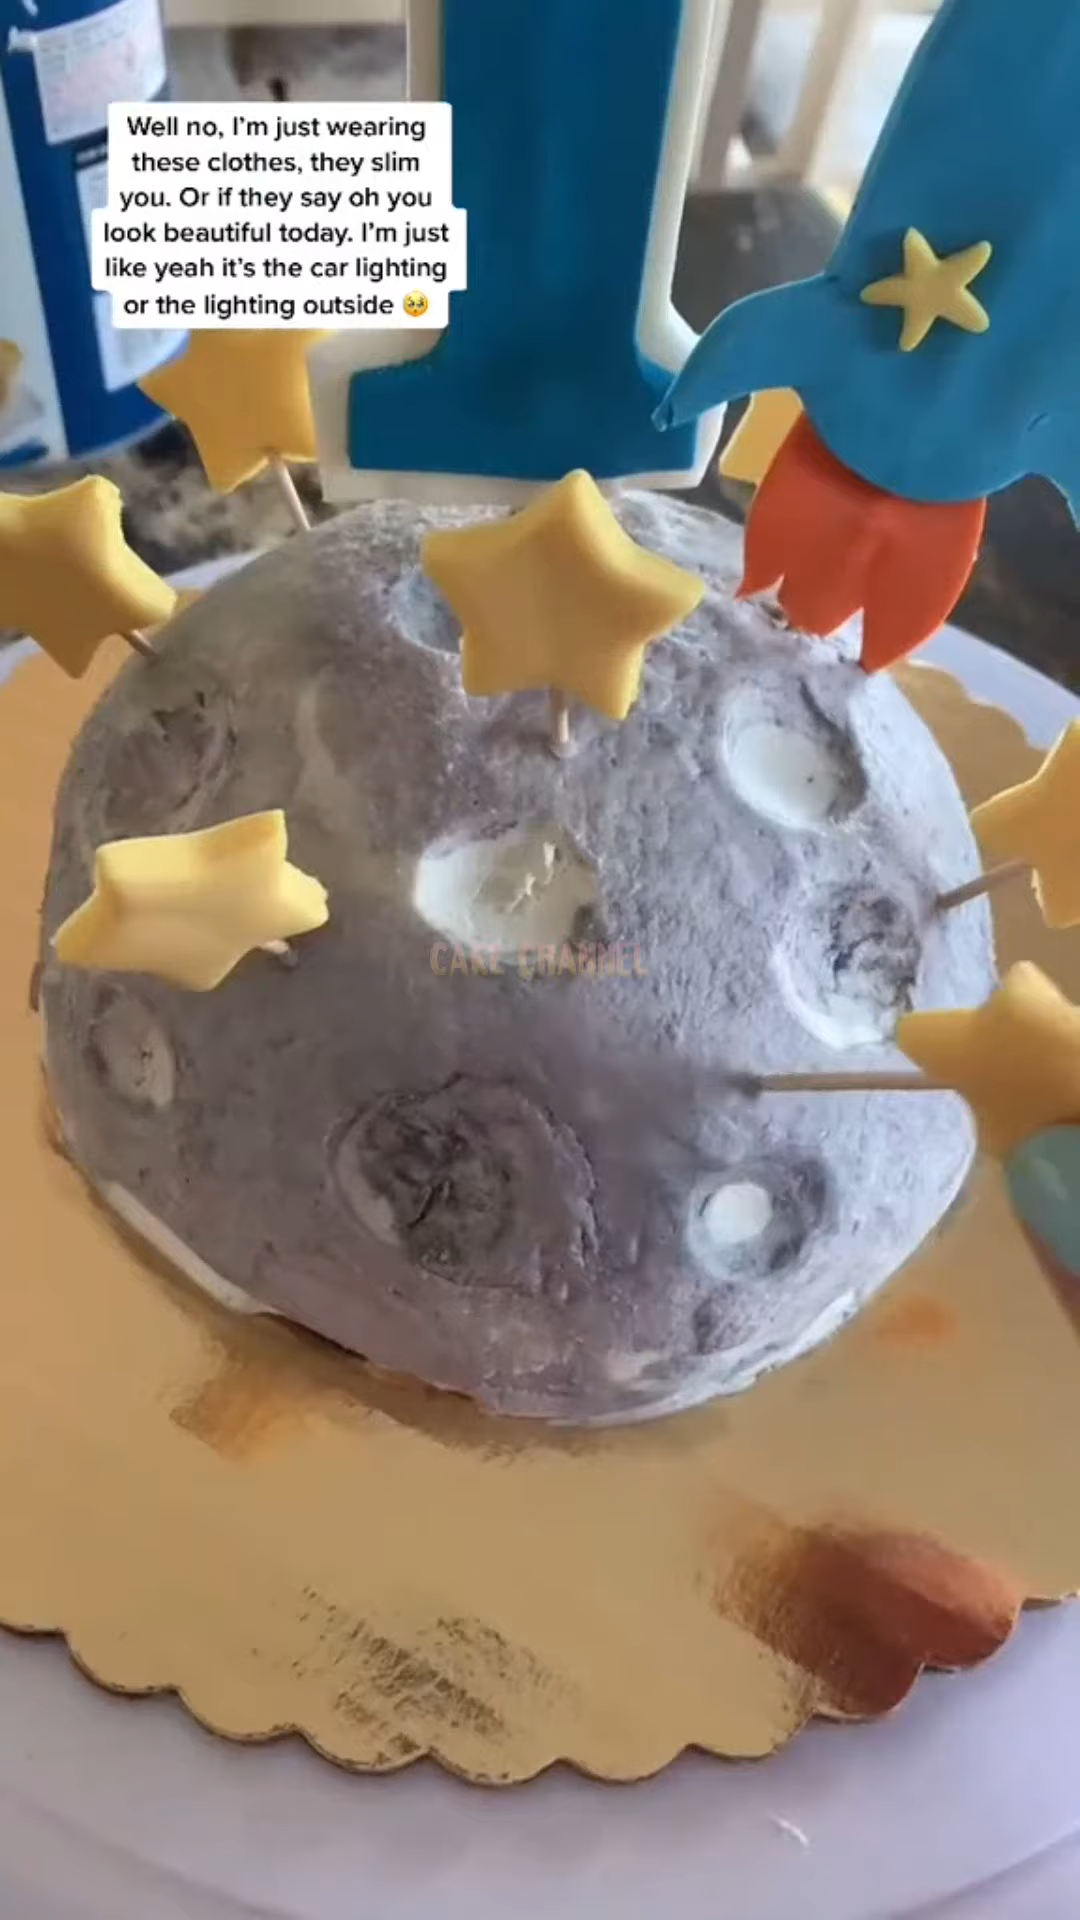 Well no, I'm just wearing
these clothes, they slim
you. Or if they say oh you
look beautiful today. I'm just
like yeah it's the car lighting
or the lighting outside 🥺
CAKE CHANNEL